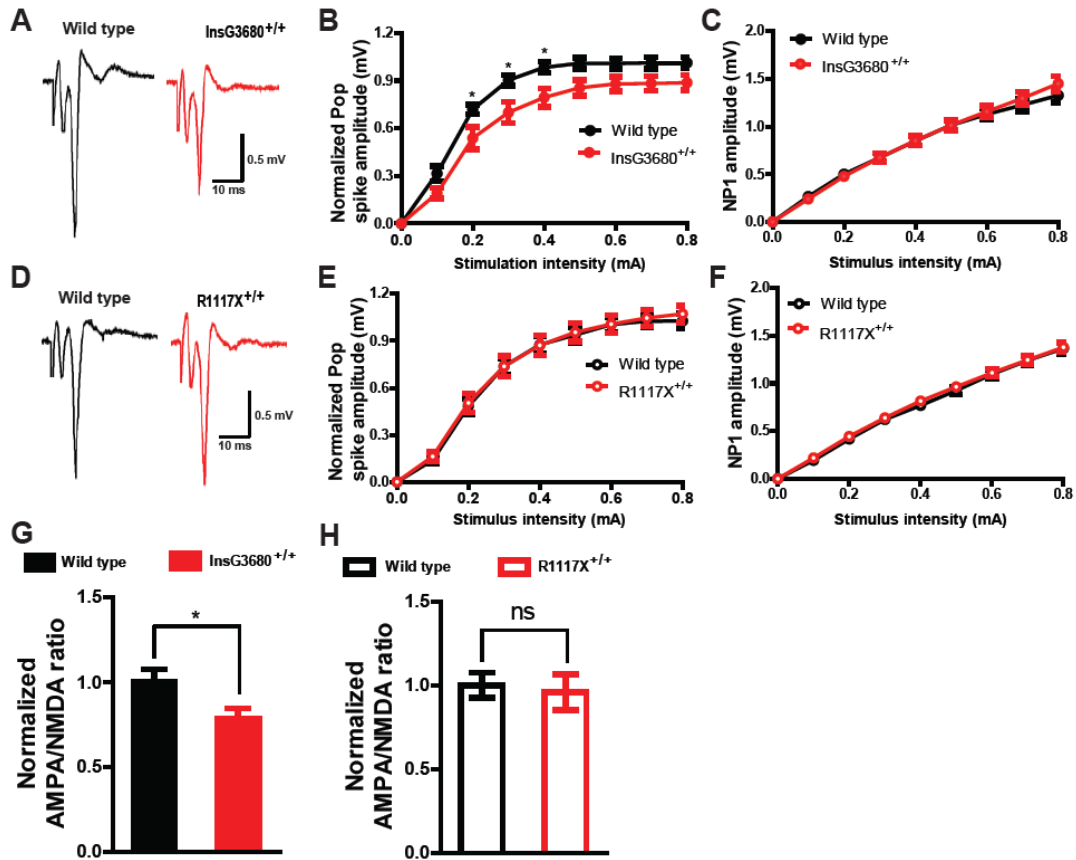 A
Wild type
InsG3680+/+
0.5 mV
10 ms
B
Normalized Pop
spike amplitude (mV)
1.2
0.9
0.6
0.3
0.0
*
*
*
Wild type
InsG3680+/+
0.0 0.2 0.4 0.6 0.8
Stimulation intensity (mA)
C
NP1 amplitude (mV)
2.0
1.5
1.0
0.5
0.0
Wild type
InsG3680+/+
0.0 0.2 0.4 0.6 0.8
Stimulus intensity (mA)
D
Wild type
R1117X+/+
0.5 mV
10 ms
E
Normalized Pop
spike amplitude (mV)
1.2
0.9
0.6
0.3
0.0
Wild type
R1117X+/+
0.0 0.2 0.4 0.6 0.8
Stimulus intensity (mA)
F
NP1 amplitude (mV)
2.0
1.5
1.0
0.5
0.0
Wild type
R1117X+/+
0.0 0.2 0.4 0.6 0.8
Stimulus intensity (mA)
G
Wild type
InsG3680+/+
Normalized
AMPA/NMDA ratio
1.5
1.0
0.5
0.0
*
H
Wild type
R1117X+/+
Normalized
AMPA/NMDA ratio
1.5
1.0
0.5
0.0
ns